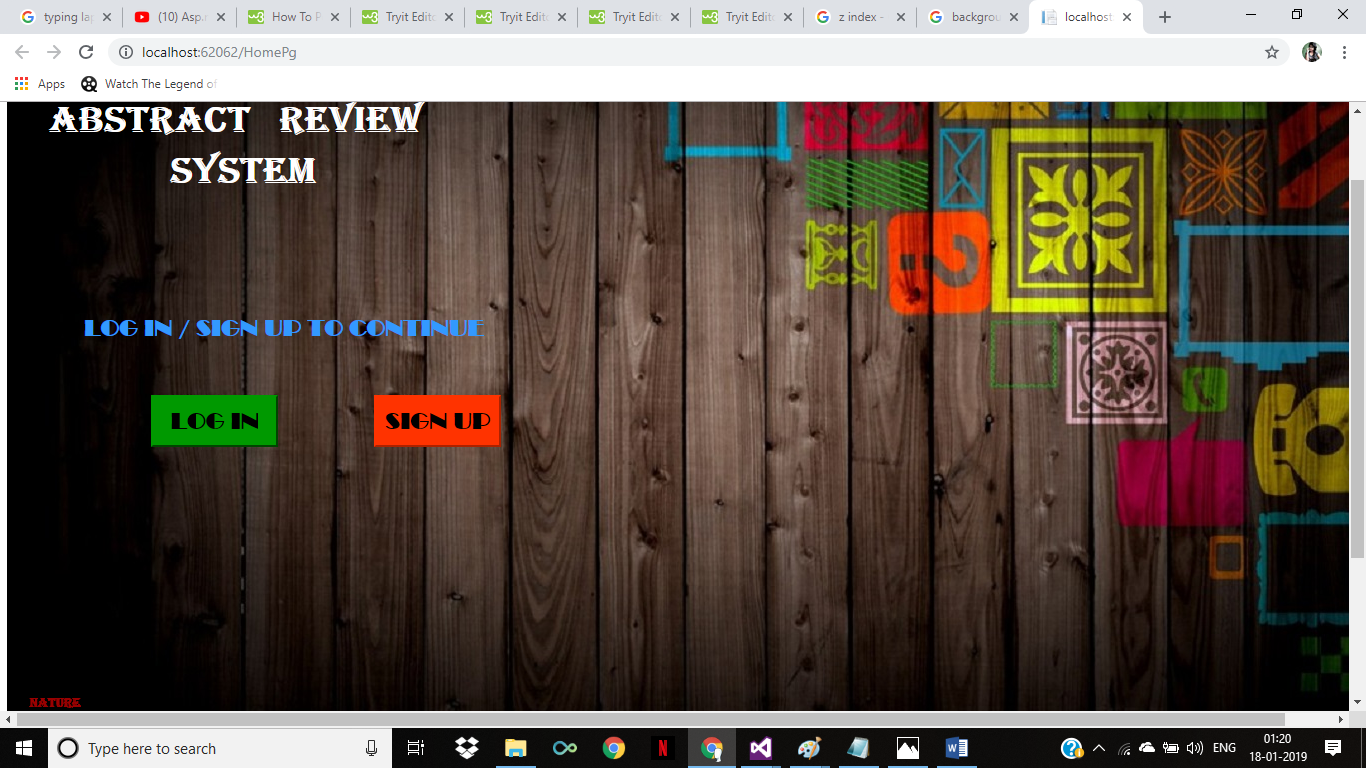 typing lap
(10) Asp.n
How To P
Tryit Edito
Tryit Edito
Tryit Edito
Tryit Edito
z index -
backgrou
localhost:
localhost:62062/HomePg
Apps
Watch The Legend of
ABSTRACT REVIEW
SYSTEM
LOG IN / SIGN UP TO CONTINUE
LOG IN
SIGN UP
NATURE
Type here to search
ENG
01:20
18-01-2019